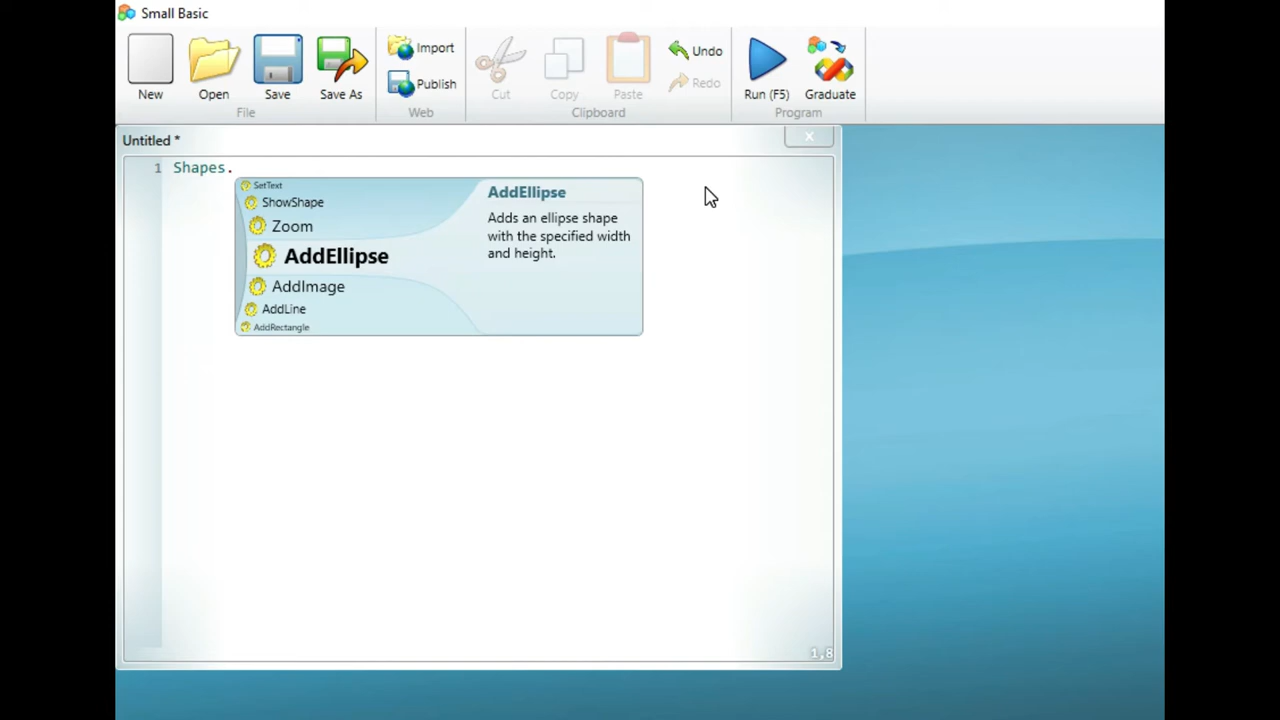 Small Basic
New
Open
Save
Save As
File
Import
Publish
Web
Cut
Copy
Paste
Clipboard
Undo
Redo
Run (F5)
Graduate
Program
Untitled *
x
1 Shapes.
SetText
ShowShape
Zoom
AddEllipse
AddImage
AddLine
AddRectangle
AddEllipse
Adds an ellipse shape
with the specified width
and height.
1,8